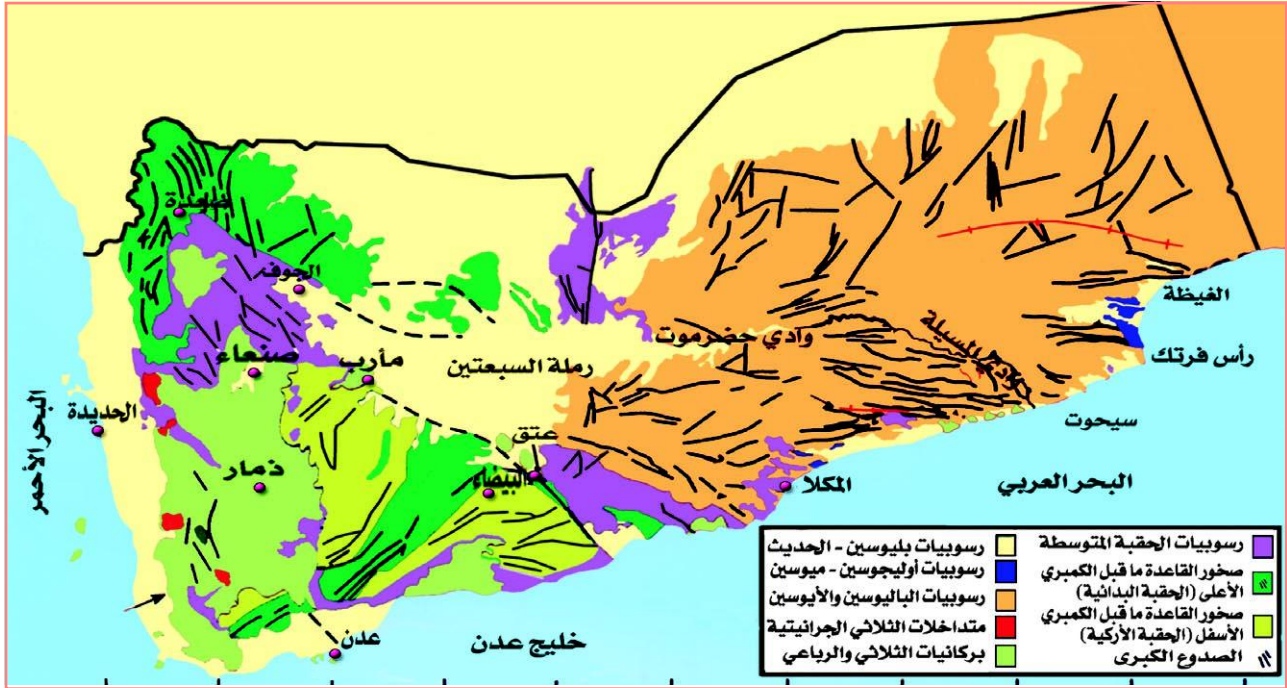 صعدة
الجوف
صنعاء
مأرب
رملة السبعتين
وادي حضرموت
وادي المسيلة
الغيظة
رأس فرتك
سيحوت
البحر الأحمر
الحديدة
ذمار
عتق
البيضاء
المكلا
البحر العربي
عدن
خليج عدن
رسوبيات الحقبة المتوسطة
صخور القاعدة ما قبل الكمبري
الأعلى (الحقبة البدائية)
صخور القاعدة ما قبل الكمبري
الأسفل (الحقبة الأركية)
الصدوع الكبرى
رسوبيات بليوسين - الحديث
رسوبيات أوليجوسين - ميوسين
رسوبيات الباليوسين والأيوسين
متداخلات الثلاثي الجرانيتية
بركانيات الثلاثي والرباعي